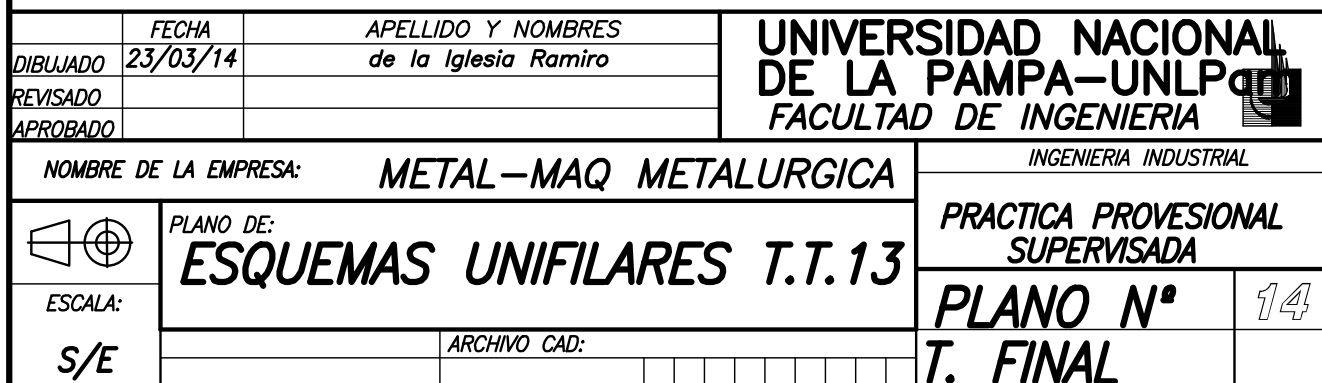 FECHA APELLIDO Y NOMBRES
DIBUJADO 23/03/14 de la Iglesia Ramiro
REVISADO
APROBADO
UNIVERSIDAD NACIONAL
DE LA PAMPA-UNLPam
FACULTAD DE INGENIERIA
NOMBRE DE LA EMPRESA: METAL-MAQ METALURGICA
INGENIERIA INDUSTRIAL
PRACTICA PROVESIONAL
SUPERVISADA
PLANO DE:
ESQUEMAS UNIFILARES T.T.13
ESCALA:
S/E
ARCHIVO CAD:
PLANO Nº 14
T. FINAL